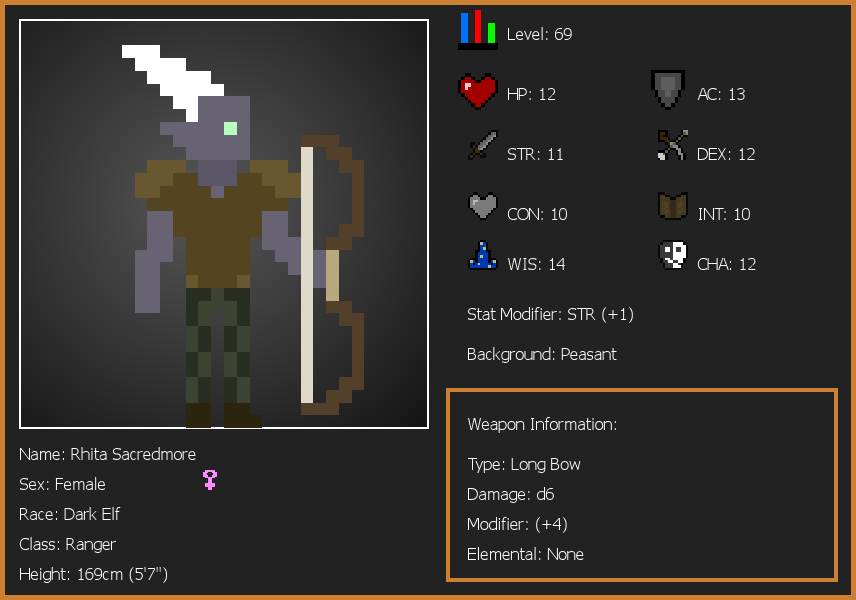 Level: 69
HP: 12
AC: 13
STR: 11
DEX: 12
CON: 10
INT: 10
WIS: 14
CHA: 12
Stat Modifier: STR (+1)
Background: Peasant
Weapon Information:
Type: Long Bow
Damage: d6
Modifier: (+4)
Elemental: None
Name: Rhita Sacredmore
Sex: Female
Race: Dark Elf
Class: Ranger
Height: 169cm (5'7")